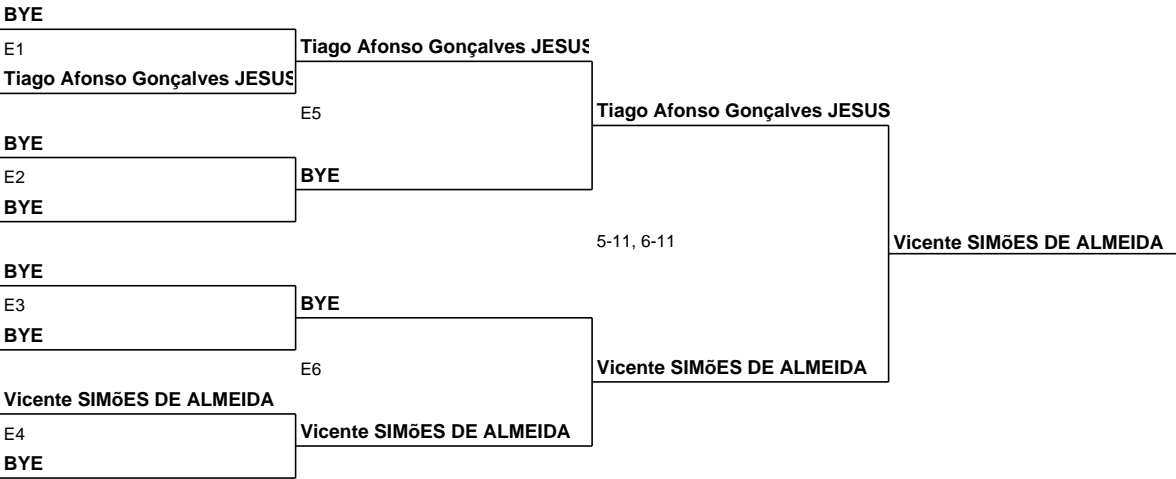 BYE
E1
Tiago Afonso Gonçalves JESUS
Tiago Afonso Gonçalves JESUS
E5
Tiago Afonso Gonçalves JESUS
BYE
E2
BYE
BYE
5-11, 6-11
Vicente SIMõES DE ALMEIDA
BYE
E3
BYE
BYE
E6
Vicente SIMõES DE ALMEIDA
Vicente SIMõES DE ALMEIDA
E4
Vicente SIMõES DE ALMEIDA
BYE